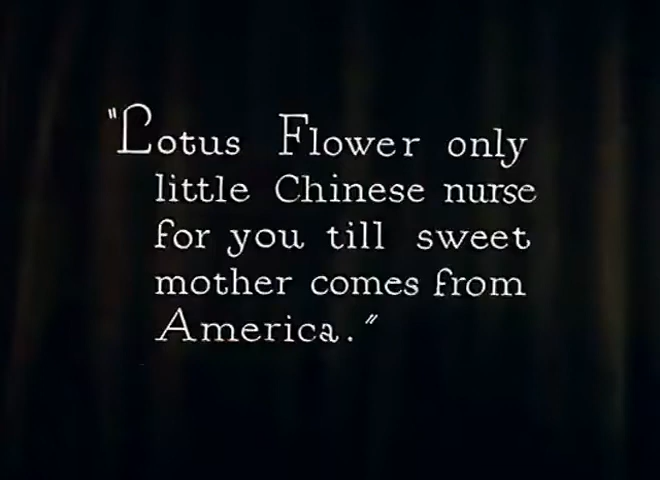 "Lotus Flower only
little Chinese nurse
for you till sweet
mother comes from
America."